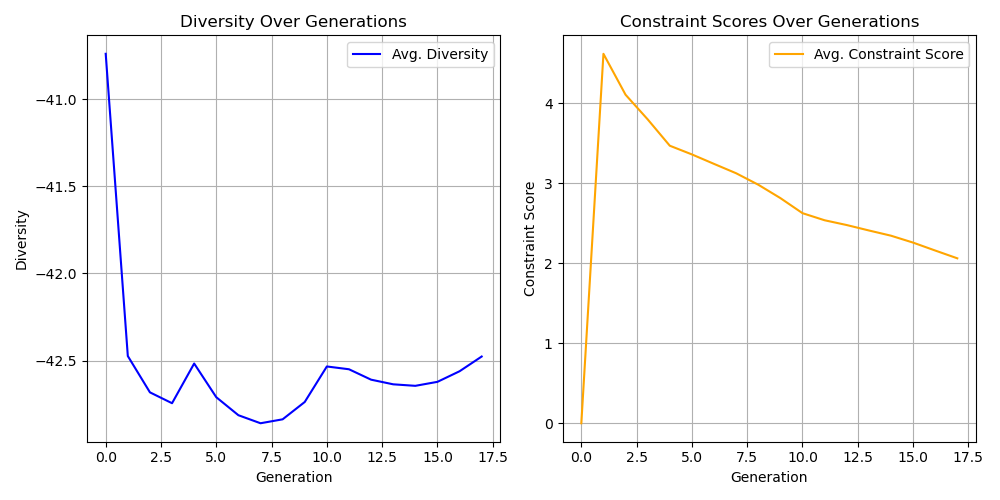 Diversity Over Generations
Avg. Diversity
−41.0
−41.5
−42.0
−42.5
Diversity
0.0 2.5 5.0 7.5 10.0 12.5 15.0 17.5
Generation
Constraint Scores Over Generations
Avg. Constraint Score
4
3
2
1
0
Constraint Score
0.0 2.5 5.0 7.5 10.0 12.5 15.0 17.5
Generation